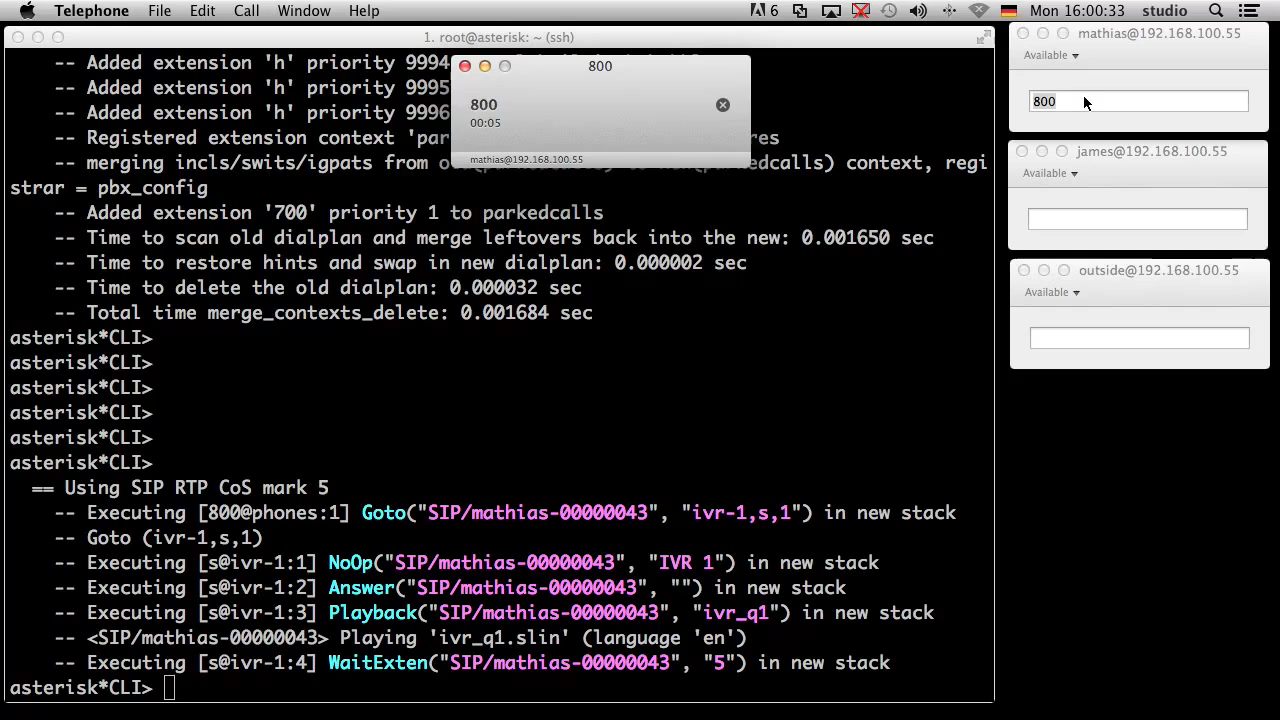 Telephone File Edit Call Window Help 6 Mon 16:00:33 studio
1. root@asterisk: ~ (ssh)
-- Added extension 'h' priority 9994
-- Added extension 'h' priority 9995
-- Added extension 'h' priority 9996
-- Registered extension context 'par
-- merging incls/swits/igpats from
context, regi
strar = pbx_config
-- Added extension '700' priority 1 to parkedcalls
-- Time to scan old dialplan and merge leftovers back into the new: 0.001650 sec
-- Time to restore hints and swap in new dialplan: 0.000002 sec
-- Time to delete the old dialplan: 0.000032 sec
-- Total time merge_contexts_delete: 0.001684 sec
asterisk*CLI>
asterisk*CLI>
asterisk*CLI>
asterisk*CLI>
asterisk*CLI>
asterisk*CLI>
== Using SIP RTP CoS mark 5
-- Executing [800@phones:1] Goto("SIP/mathias-00000043", "ivr-1,s,1") in new stack
-- Goto (ivr-1,s,1)
-- Executing [s@ivr-1:1] NoOp("SIP/mathias-00000043", "IVR 1") in new stack
-- Executing [s@ivr-1:2] Answer("SIP/mathias-00000043", "") in new stack
-- Executing [s@ivr-1:3] Playback("SIP/mathias-00000043", "ivr_q1") in new stack
-- <SIP/mathias-00000043> Playing 'ivr_q1.slin' (language 'en')
-- Executing [s@ivr-1:4] WaitExten("SIP/mathias-00000043", "5") in new stack
asterisk*CLI>
800
800
00:05
mathias@192.168.100.55
mathias@192.168.100.55
Available
800
james@192.168.100.55
Available
outside@192.168.100.55
Available